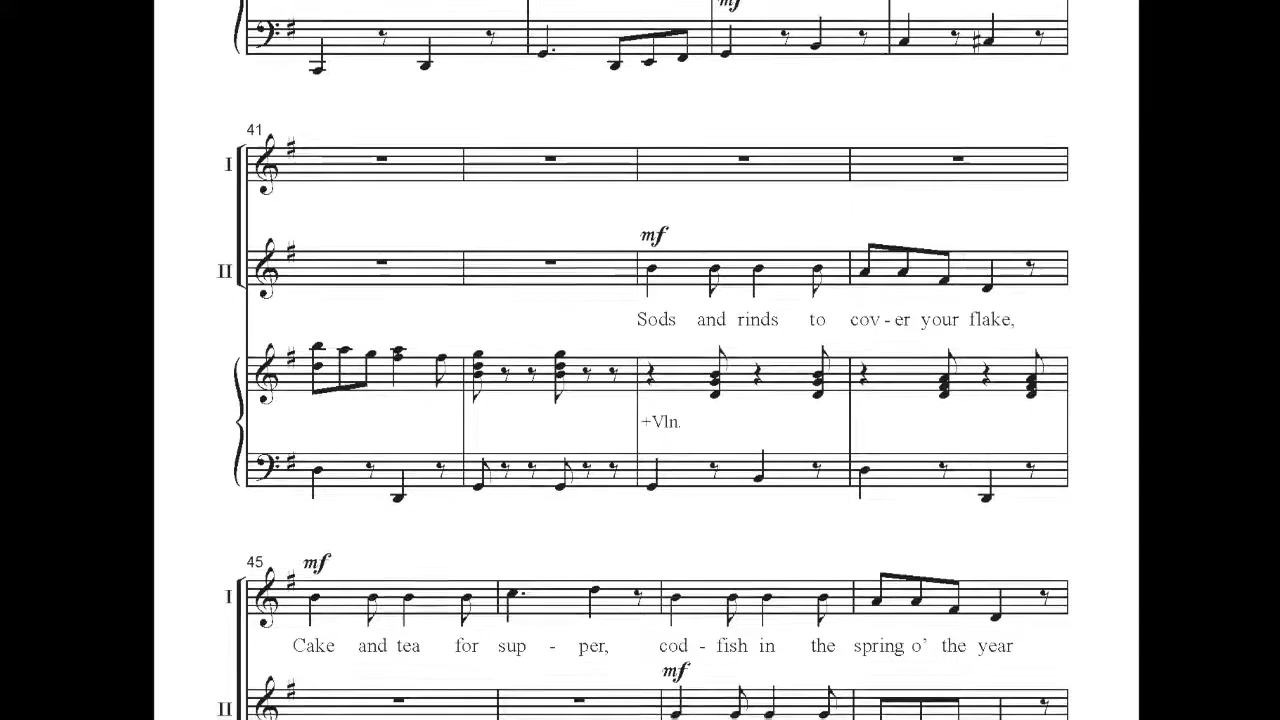 mf
41
I
mf
II
Sods and rinds to cov - er your flake,
+Vln.
45
mf
I
Cake and tea for sup - per, cod - fish in the spring o' the year
mf
II